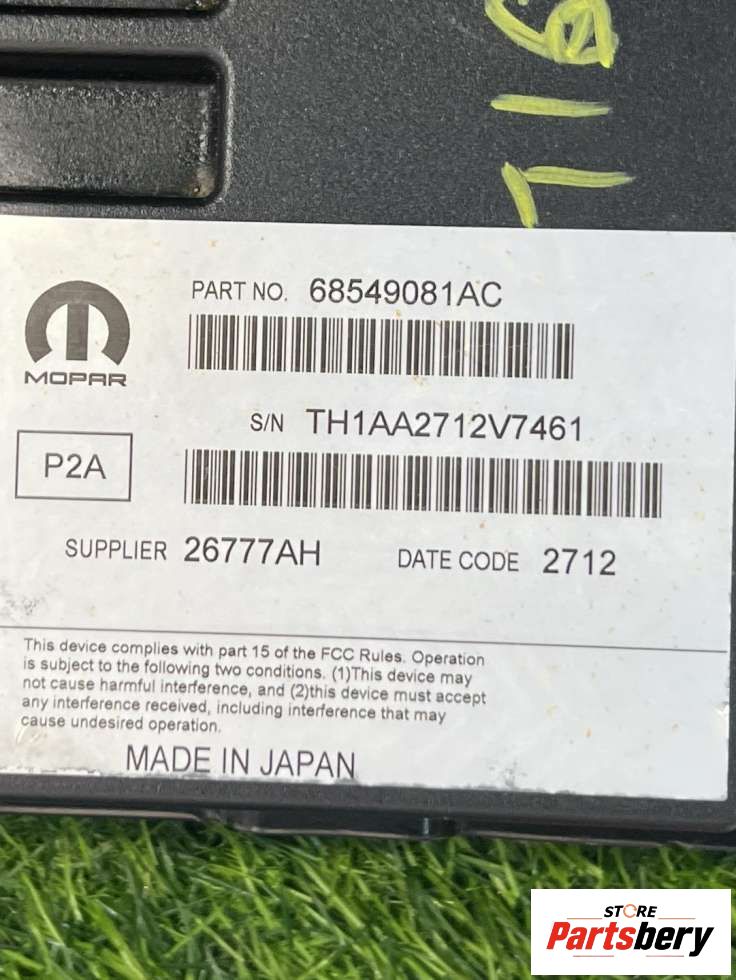 PART NO. 68549081AC
MOPAR
S/N TH1AA2712V7461
P2A
SUPPLIER 26777AH
DATE CODE 2712
This device complies with part 15 of the FCC Rules. Operation
is subject to the following two conditions. (1)This device may
not cause harmful interference, and (2)this device must accept
any interference received, including interference that may
cause undesired operation.
MADE IN JAPAN
STORE
Partsbery